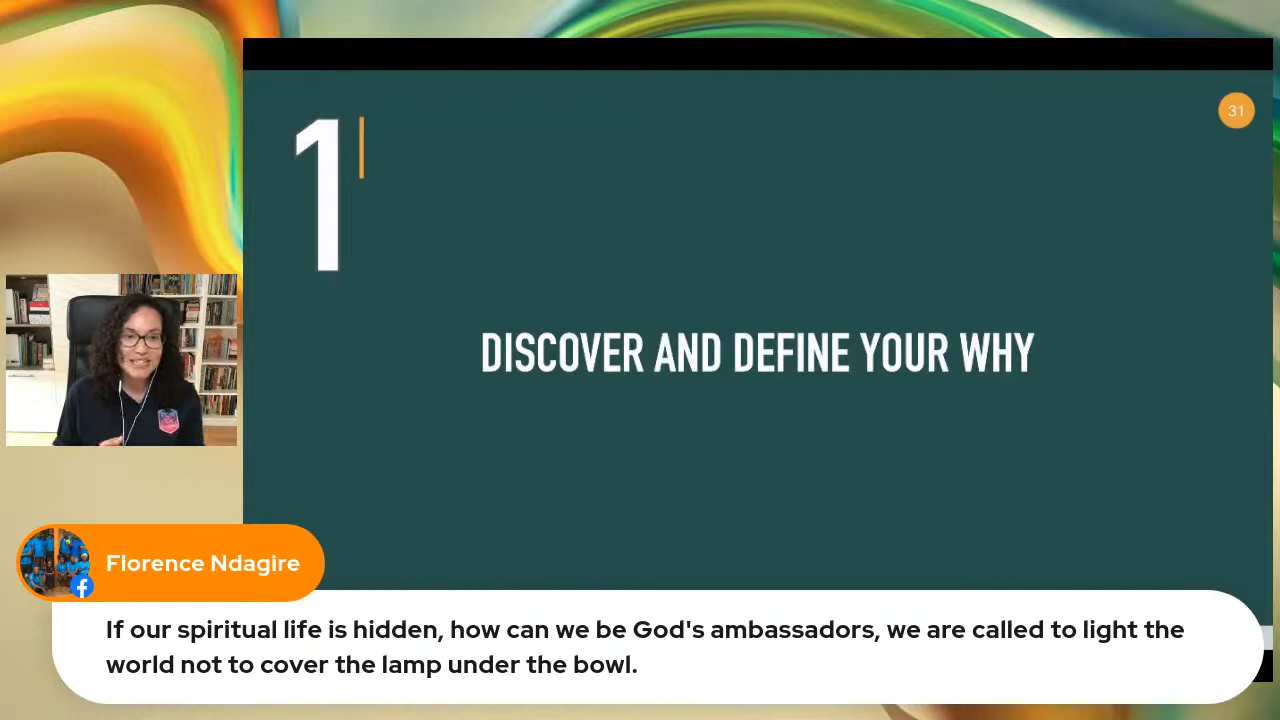 1
31
DISCOVER AND DEFINE YOUR WHY
Florence Ndagire
If our spiritual life is hidden, how can we be God's ambassadors, we are called to light the
world not to cover the lamp under the bowl.